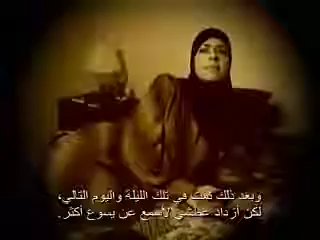 وبعد ذلك نمت في تلك الليلة واليوم التالي،
لكن ازداد عطشي لأسمع عن يسوع أكثر.